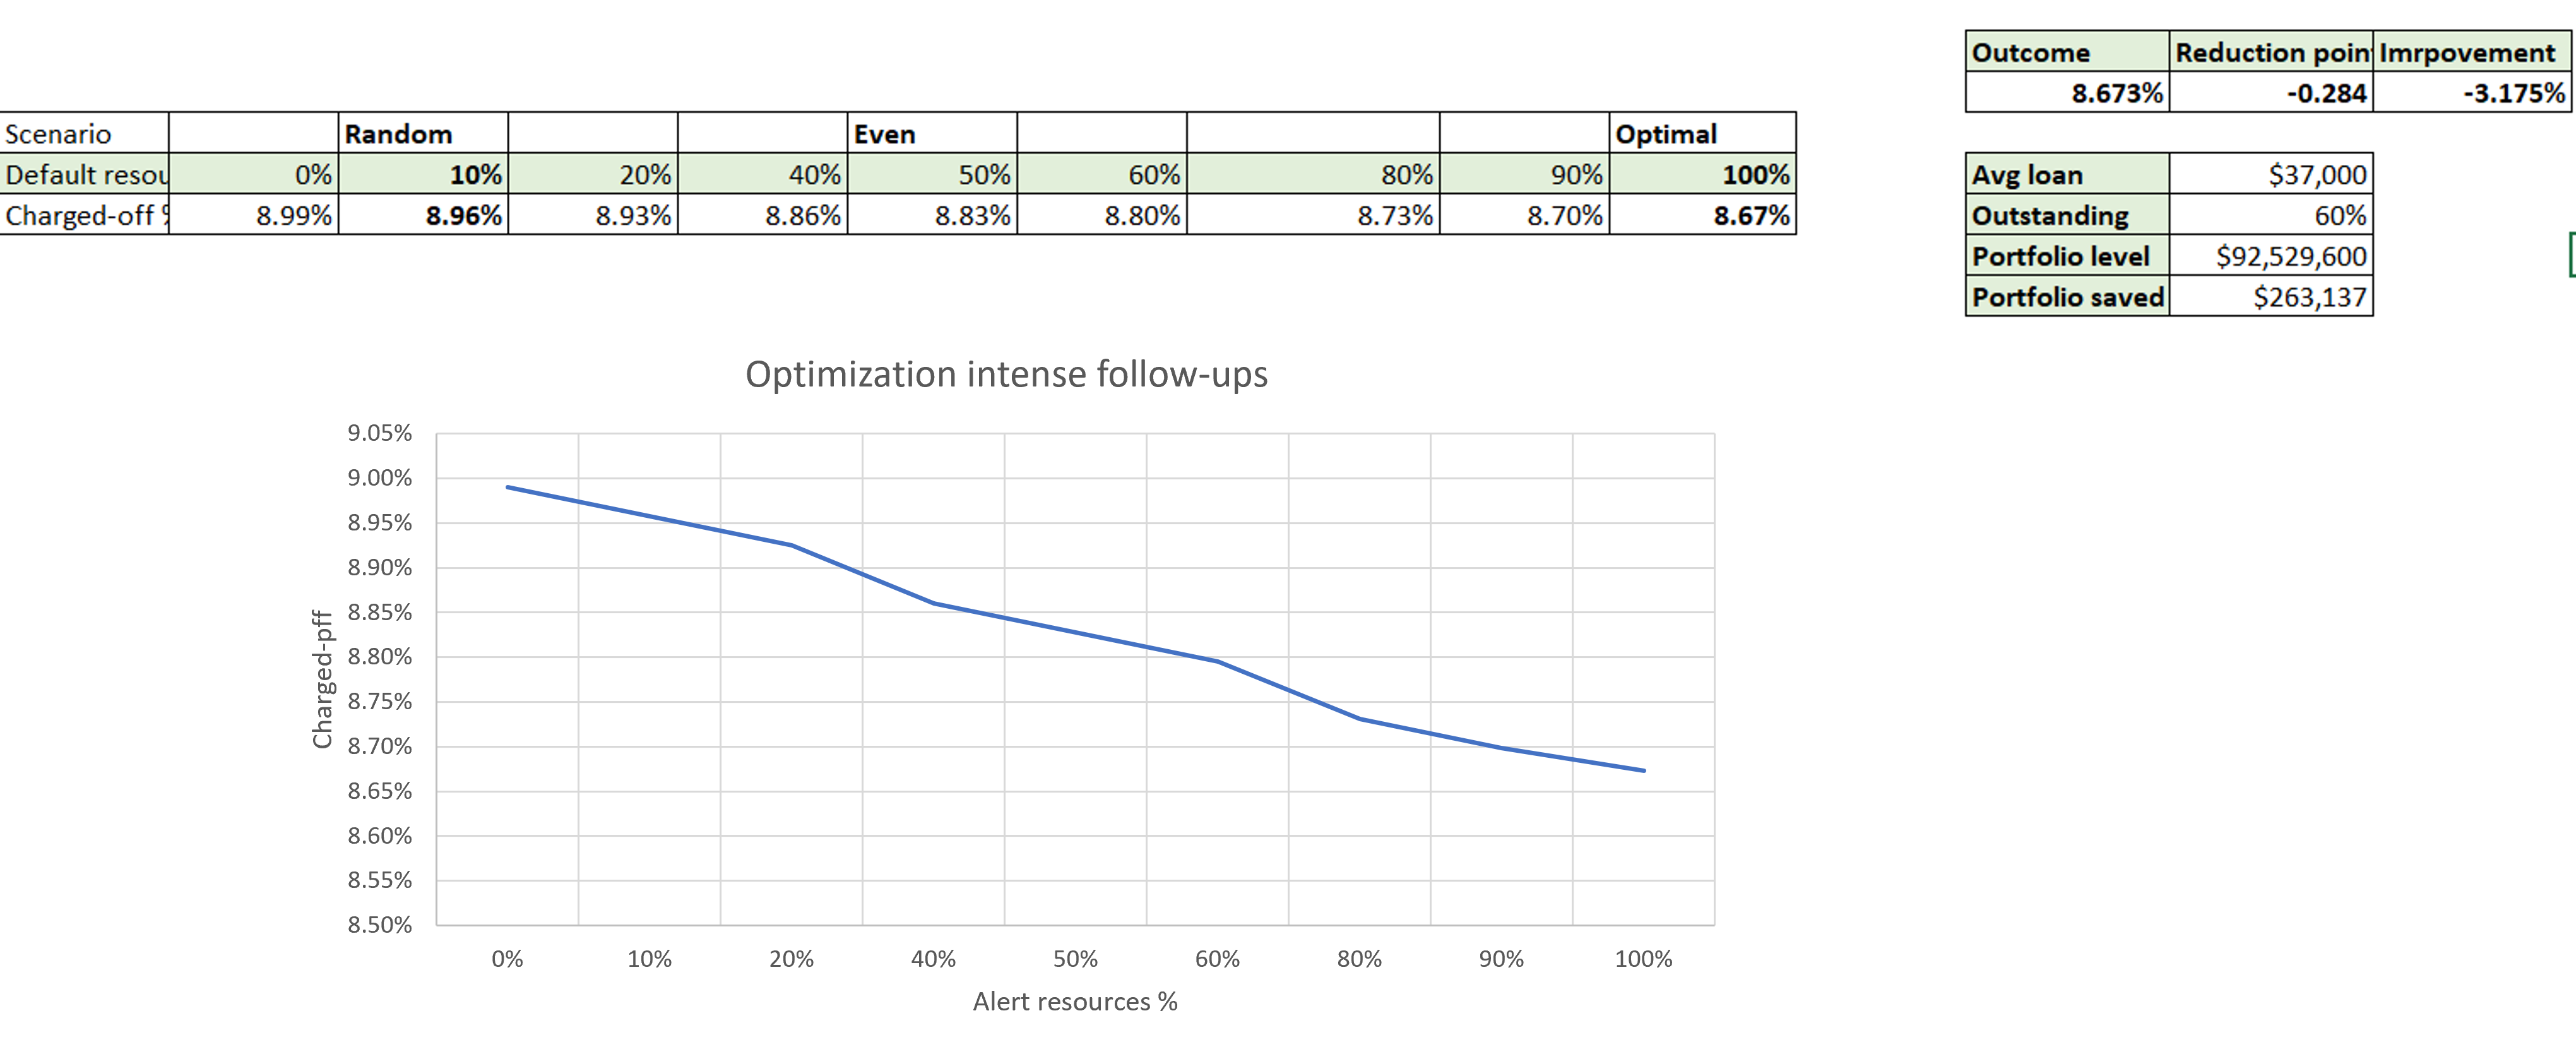 Outcome Reduction poin Imrpovement
8.673% -0.284 -3.175%
Scenario Random Even Optimal
Default resou 0% 10% 20% 40% 50% 60% 80% 90% 100%
Charged-off % 8.99% 8.96% 8.93% 8.86% 8.83% 8.80% 8.73% 8.70% 8.67%
Avg loan $37,000
Outstanding 60%
Portfolio level $92,529,600
Portfolio saved $263,137
Optimization intense follow-ups
9.05%
9.00%
8.95%
8.90%
8.85%
8.80%
8.75%
8.70%
8.65%
8.60%
8.55%
8.50%
Charged-pff
0% 10% 20% 40% 50% 60% 80% 90% 100%
Alert resources %